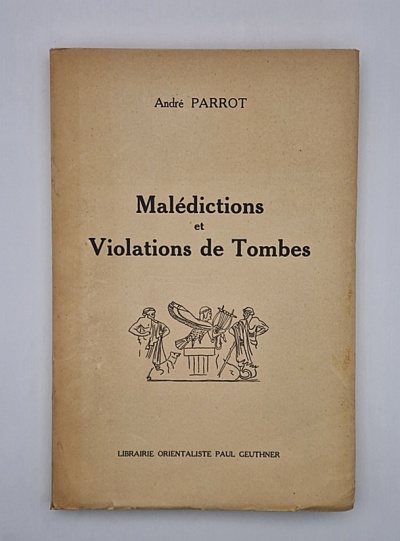 André PARROT
Malédictions
et
Violations de Tombes
LIBRAIRIE ORIENTALISTE PAUL GEUTHNER